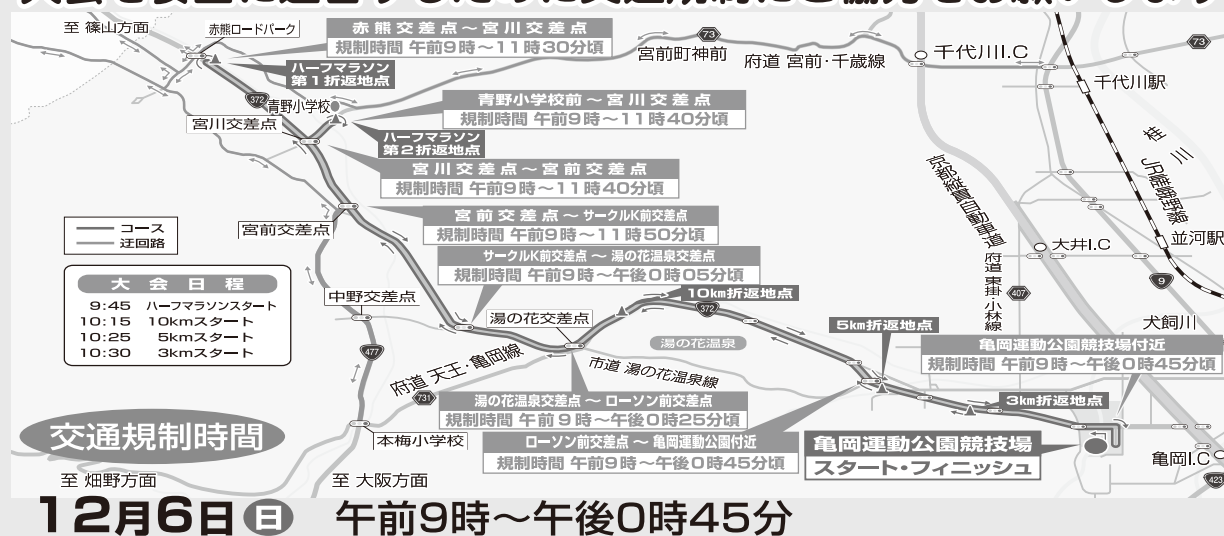 至 篠山方面
赤熊ロードパーク
赤熊交差点～宮川交差点
規制時間 午前9時～11時30分頃
73
宮前町神前
府道 宮前・千歳線
千代川I.C
73
千代川駅
ハーフマラソン
第1折返地点
372
青野小学校
青野小学校前～宮川交差点
規制時間 午前9時～11時40分頃
宮川交差点
ハーフマラソン
第2折返地点
宮川交差点～宮前交差点
規制時間 午前9時～11時40分頃
桂川
JR嵯峨野線
京都縦貫自動車道
宮前交差点～サークルK前交差点
規制時間 午前9時～11時50分頃
宮前交差点
コース
迂回路
サークルK前交差点～湯の花温泉交差点
規制時間 午前9時～午後0時05分頃
大井I.C
並河駅
9
府道 東掛・小林線
407
大会日程
9:45 ハーフマラソンスタート
10:15 10kmスタート
10:25 5kmスタート
10:30 3kmスタート
中野交差点
湯の花交差点
10km折返地点
372
5km折返地点
犬飼川
湯の花温泉
亀岡運動公園競技場付近
規制時間 午前9時～午後0時45分頃
477
府道 天王・亀岡線
731
市道 湯の花温泉線
湯の花温泉交差点～ローソン前交差点
規制時間 午前9時～午後0時25分頃
3km折返地点
ローソン前交差点～亀岡運動公園付近
規制時間 午前9時～午後0時45分頃
亀岡運動公園競技場
スタート・フィニッシュ
亀岡I.C
423
交通規制時間
本梅小学校
至 畑野方面
至 大阪方面
12月6日 日 午前9時～午後0時45分